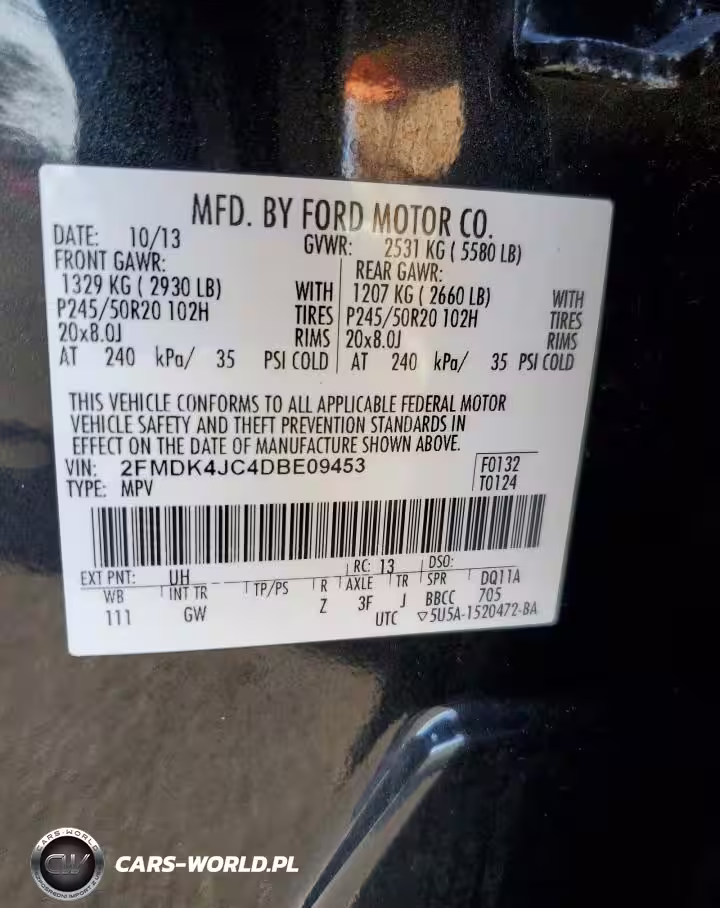 MFD. BY FORD MOTOR CO.
DATE: 10/13 GVWR: 2531 KG ( 5580 LB)
FRONT GAWR: REAR GAWR:
1329 KG ( 2930 LB) WITH 1207 KG ( 2660 LB) WITH
P245/50R20 102H TIRES P245/50R20 102H TIRES
20x8.0J RIMS 20x8.0J RIMS
AT 240 kPa/ 35 PSI COLD AT 240 kPa/ 35 PSI COLD
THIS VEHICLE CONFORMS TO ALL APPLICABLE FEDERAL MOTOR
VEHICLE SAFETY AND THEFT PREVENTION STANDARDS IN
EFFECT ON THE DATE OF MANUFACTURE SHOWN ABOVE.
VIN: 2FMDK4JC4DBE09453 F0132
TYPE: MPV T0124
EXT PNT: UH RC: 13 DSO:
WB INT TR TP/PS R AXLE TR SPR DQ11A
111 GW Z 3F J BBCC 705
UTC ▽5U5A-1520472-BA
CARS-WORLD
CW
CARS-WORLD.PL